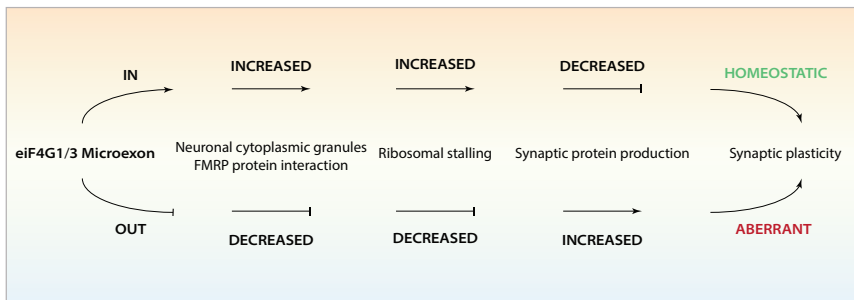 IN
INCREASED
INCREASED
DECREASED
HOMEOSTATIC
eiF4G1/3 Microexon
Neuronal cytoplasmic granules
FMRP protein interaction
Ribosomal stalling
Synaptic protein production
Synaptic plasticity
OUT
DECREASED
DECREASED
INCREASED
ABERRANT